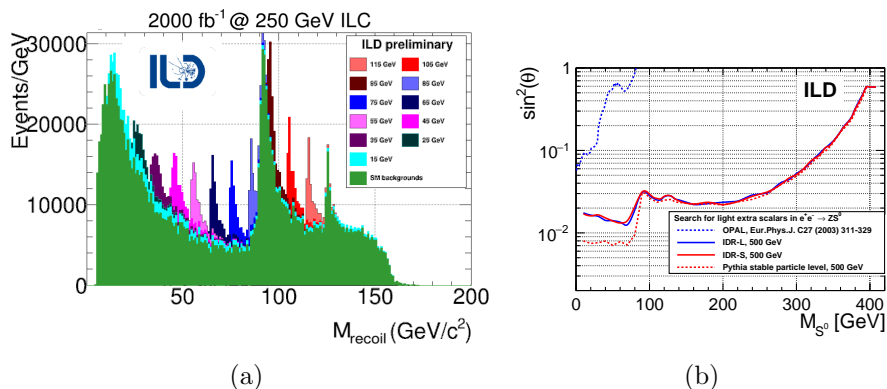 2000 fb⁻¹ @ 250 GeV ILC
Events/GeV
30000
20000
10000
0
50
100
150
200
M_recoil (GeV/c²)
ILD
ILD preliminary
115 GeV
105 GeV
95 GeV
85 GeV
75 GeV
65 GeV
55 GeV
45 GeV
35 GeV
25 GeV
15 GeV
SM backgrounds
(a)
sin²(θ)
1
10⁻¹
10⁻²
0
100
200
300
400
M_S⁰ [GeV]
ILD
Search for light extra scalars in e⁺e⁻ → ZS⁰
OPAL, Eur.Phys.J. C27 (2003) 311-329
IDR-L, 500 GeV
IDR-S, 500 GeV
Pythia stable particle level, 500 GeV
(b)